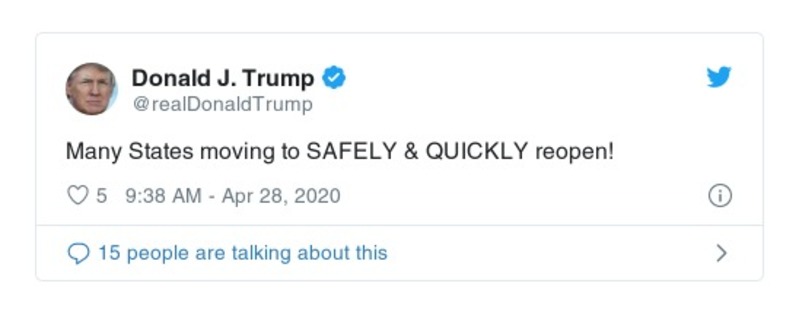 Donald J. Trump
@realDonaldTrump
Many States moving to SAFELY & QUICKLY reopen!
5 9:38 AM - Apr 28, 2020
15 people are talking about this